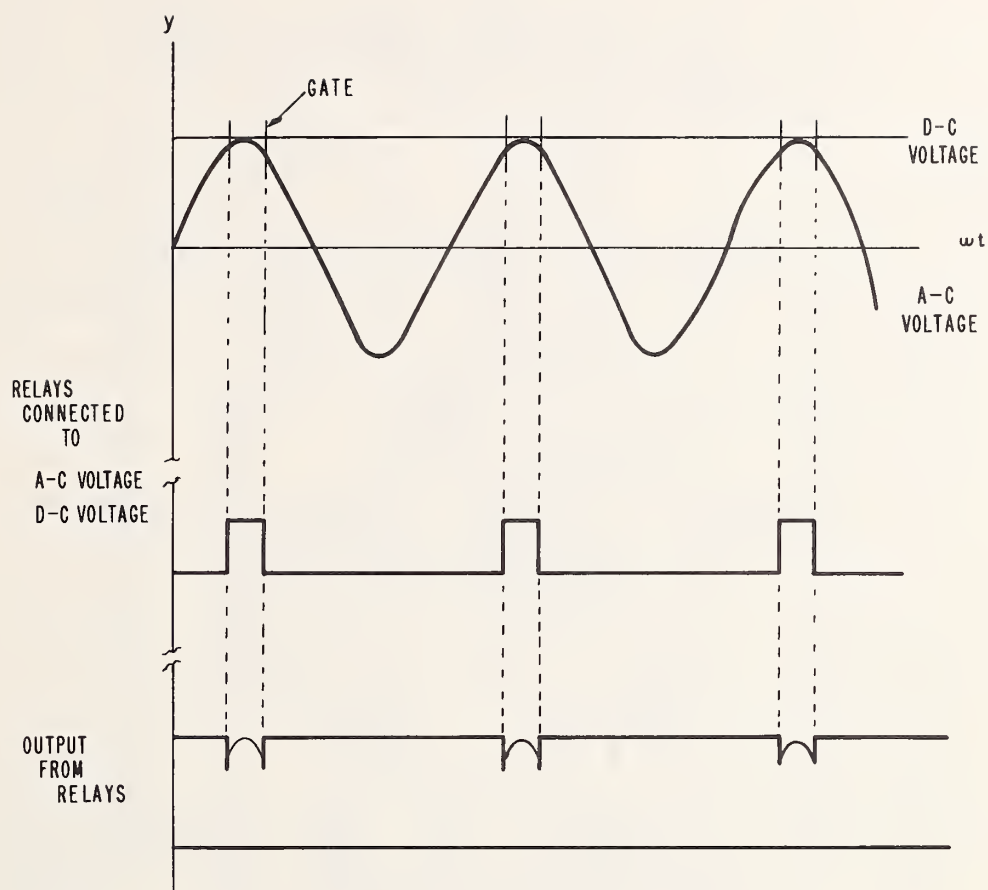 y
GATE
D-C
VOLTAGE
ωt
A-C
VOLTAGE
RELAYS
CONNECTED
TO
A-C VOLTAGE
D-C VOLTAGE
OUTPUT
FROM
RELAYS